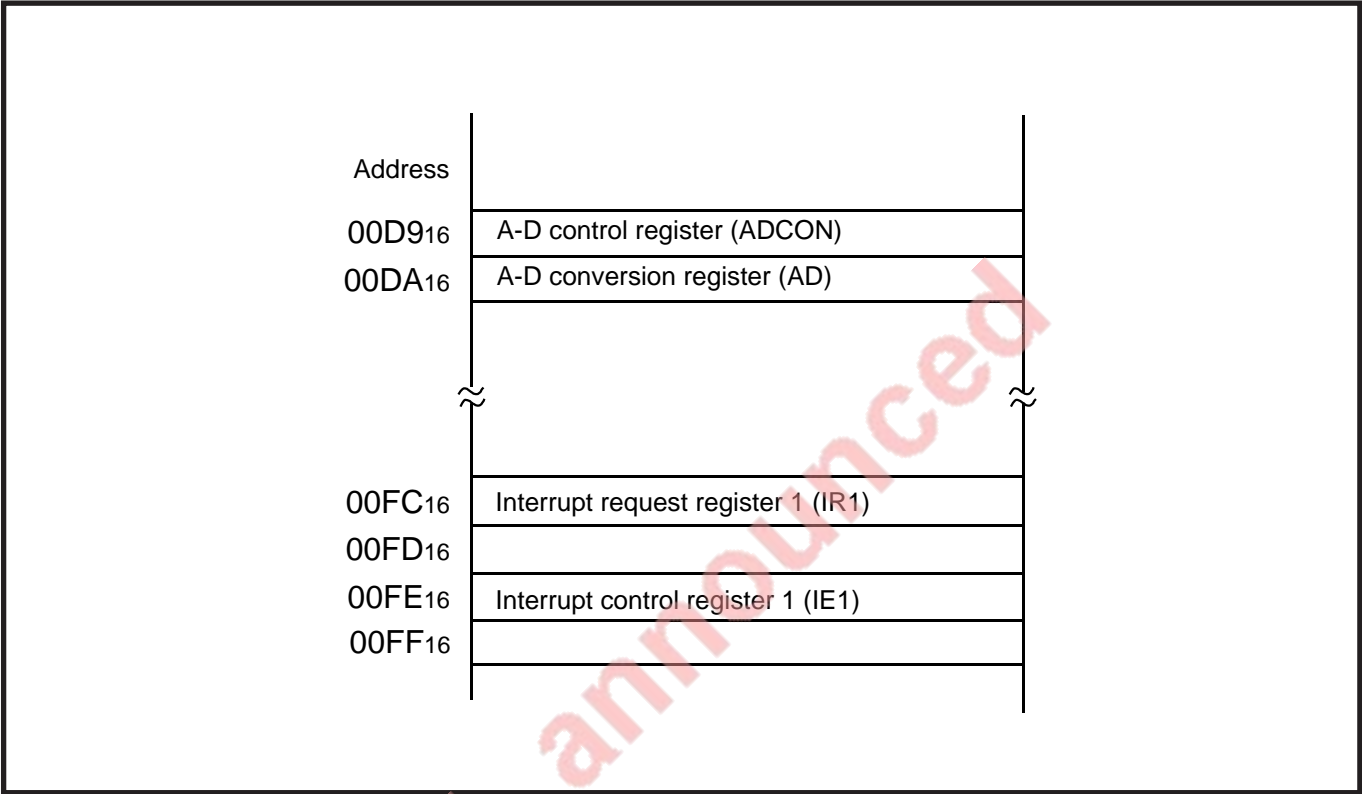 Address
00D916 A-D control register (ADCON)
00DA16 A-D conversion register (AD)
00FC16 Interrupt request register 1 (IR1)
00FD16
00FE16 Interrupt control register 1 (IE1)
00FF16
announced